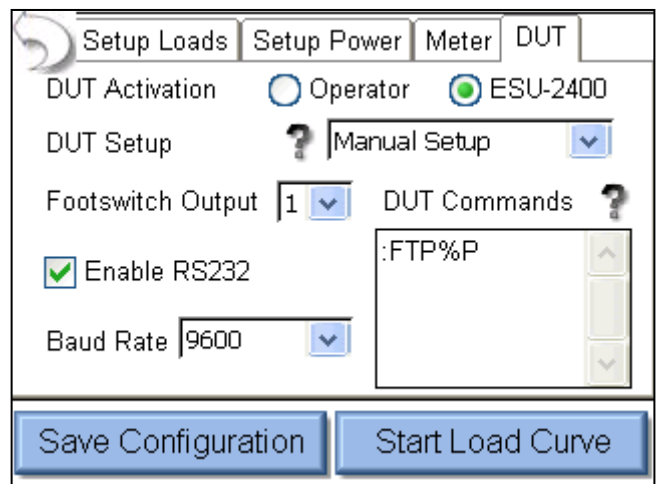 Setup Loads Setup Power Meter DUT
DUT Activation Operator ESU-2400
DUT Setup ? Manual Setup
Footswitch Output 1 DUT Commands ?
:FTP%P
Enable RS232
Baud Rate 9600
Save Configuration Start Load Curve